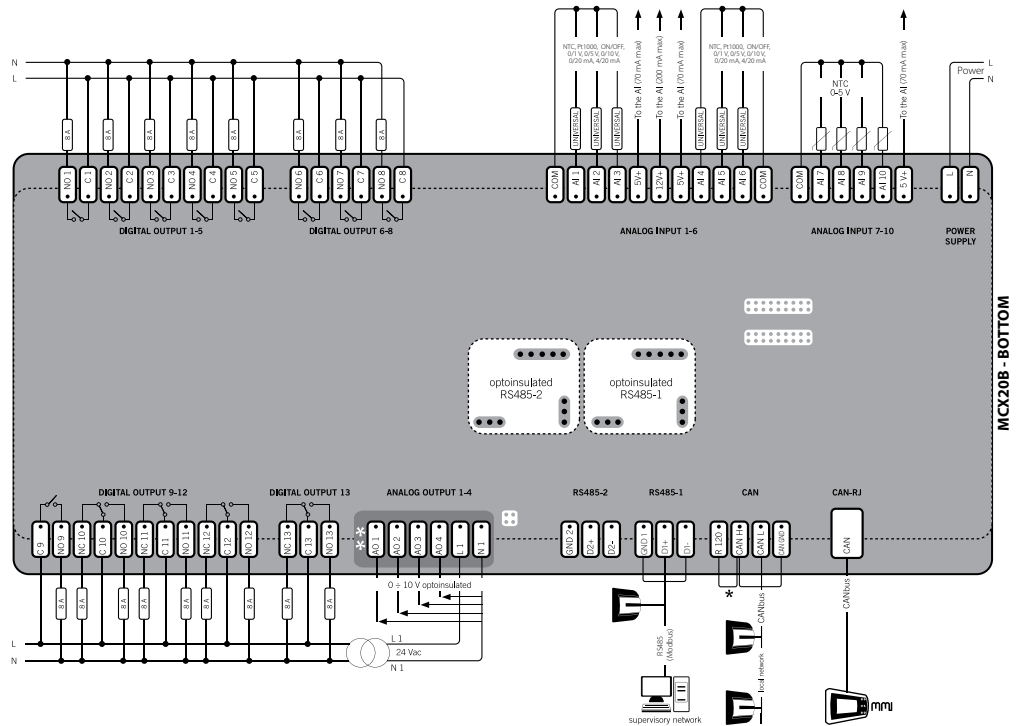 N
L
8 A
8 A
8 A
8 A
8 A
8 A
8 A
8 A
NTC, Pt1000, ON/OFF,
0/1 V, 0/5 V, 0/10 V,
0/20 mA, 4/20 mA
UNIVERSAL
UNIVERSAL
UNIVERSAL
To the AI (70 mA max)
To the AI (200 mA max)
To the AI (70 mA max)
NTC, Pt1000, ON/OFF,
0/1 V, 0/5 V, 0/10 V,
0/20 mA, 4/20 mA
UNIVERSAL
UNIVERSAL
UNIVERSAL
NTC
0–5 V
To the AI (70 mA max)
Power
L
N
NO 1
C 1
NO 2
C 2
NO 3
C 3
NO 4
C 4
NO 5
C 5
NO 6
C 6
NO 7
C 7
NO 8
C 8
COM
AI 1
AI 2
AI 3
5V+
12V+
5V+
AI 4
AI 5
AI 6
COM
COM
AI 7
AI 8
AI 9
AI 10
5 V+
L
N
DIGITAL OUTPUT 1-5
DIGITAL OUTPUT 6-8
ANALOG INPUT 1-6
ANALOG INPUT 7-10
POWER
SUPPLY
MCX20B - BOTTOM
optoinsulated
RS485-2
optoinsulated
RS485-1
DIGITAL OUTPUT 9-12
DIGITAL OUTPUT 13
ANALOG OUTPUT 1-4
RS485-2
RS485-1
CAN
CAN-RJ
C 9
NO 9
NC 10
C 10
NO 10
NC 11
C 11
NO 11
NC 12
C 12
NO 12
NC 13
C 13
NO 13
**
AO 1
AO 2
AO 3
AO 4
L 1
N 1
GND 2
D2+
D2-
GND 1
D1+
D1-
R 120
CAN H
CAN L
CAN GND
CAN
8 A
8 A
8 A
8 A
8 A
8 A
8 A
8 A
8 A
0 ÷ 10 V optoinsulated
*
L
N
L 1
24 Vac
N 1
RS485
(Modbus)
supervisory network
CANbus
local network
CANbus
mmi